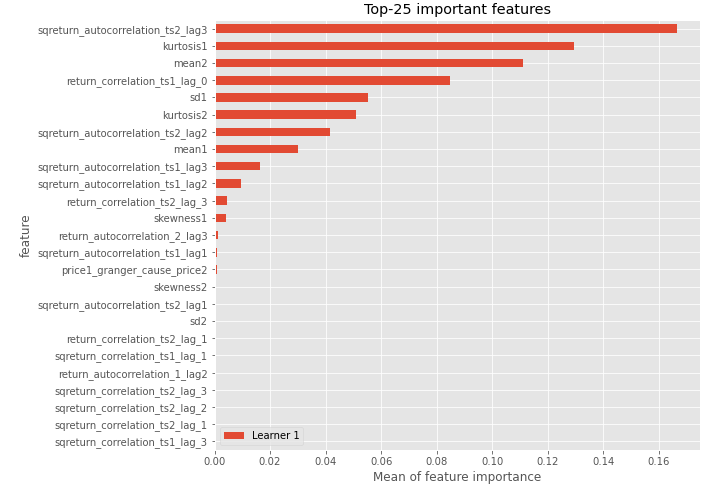 Top-25 important features
sqreturn_autocorrelation_ts2_lag3
kurtosis1
mean2
return_correlation_ts1_lag_0
sd1
kurtosis2
sqreturn_autocorrelation_ts2_lag2
mean1
sqreturn_autocorrelation_ts1_lag3
sqreturn_autocorrelation_ts1_lag2
return_correlation_ts2_lag_3
skewness1
return_autocorrelation_2_lag3
sqreturn_autocorrelation_ts1_lag1
price1_granger_cause_price2
skewness2
sqreturn_autocorrelation_ts2_lag1
sd2
return_correlation_ts2_lag_1
sqreturn_correlation_ts1_lag_1
return_autocorrelation_1_lag2
sqreturn_correlation_ts2_lag_3
sqreturn_correlation_ts2_lag_2
sqreturn_correlation_ts2_lag_1
sqreturn_correlation_ts1_lag_3
feature
Learner 1
0.00 0.02 0.04 0.06 0.08 0.10 0.12 0.14 0.16
Mean of feature importance